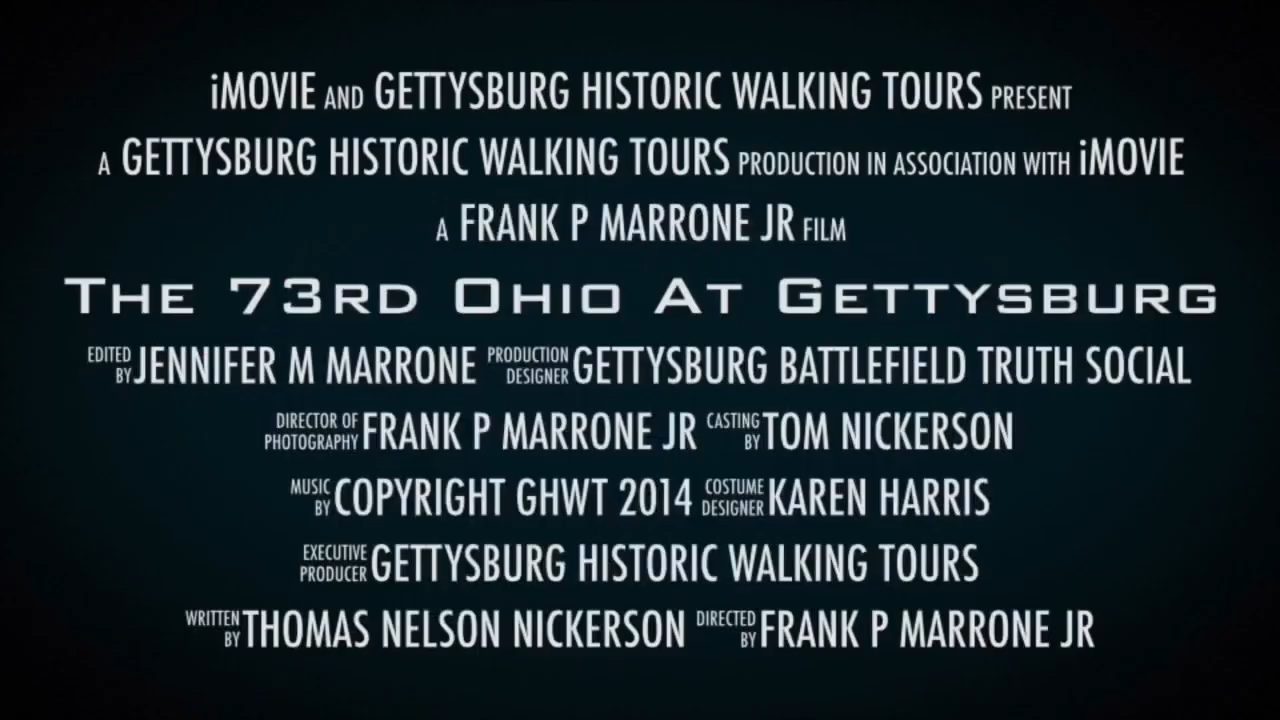 iMOVIE AND GETTYSBURG HISTORIC WALKING TOURS PRESENT
A GETTYSBURG HISTORIC WALKING TOURS PRODUCTION IN ASSOCIATION WITH iMOVIE
A FRANK P MARRONE JR FILM
THE 73RD OHIO AT GETTYSBURG
EDITED BY JENNIFER M MARRONE PRODUCTION DESIGNER GETTYSBURG BATTLEFIELD TRUTH SOCIAL
DIRECTOR OF PHOTOGRAPHY FRANK P MARRONE JR CASTING BY TOM NICKERSON
MUSIC BY COPYRIGHT GHWT 2014 COSTUME DESIGNER KAREN HARRIS
EXECUTIVE PRODUCER GETTYSBURG HISTORIC WALKING TOURS
WRITTEN BY THOMAS NELSON NICKERSON DIRECTED BY FRANK P MARRONE JR